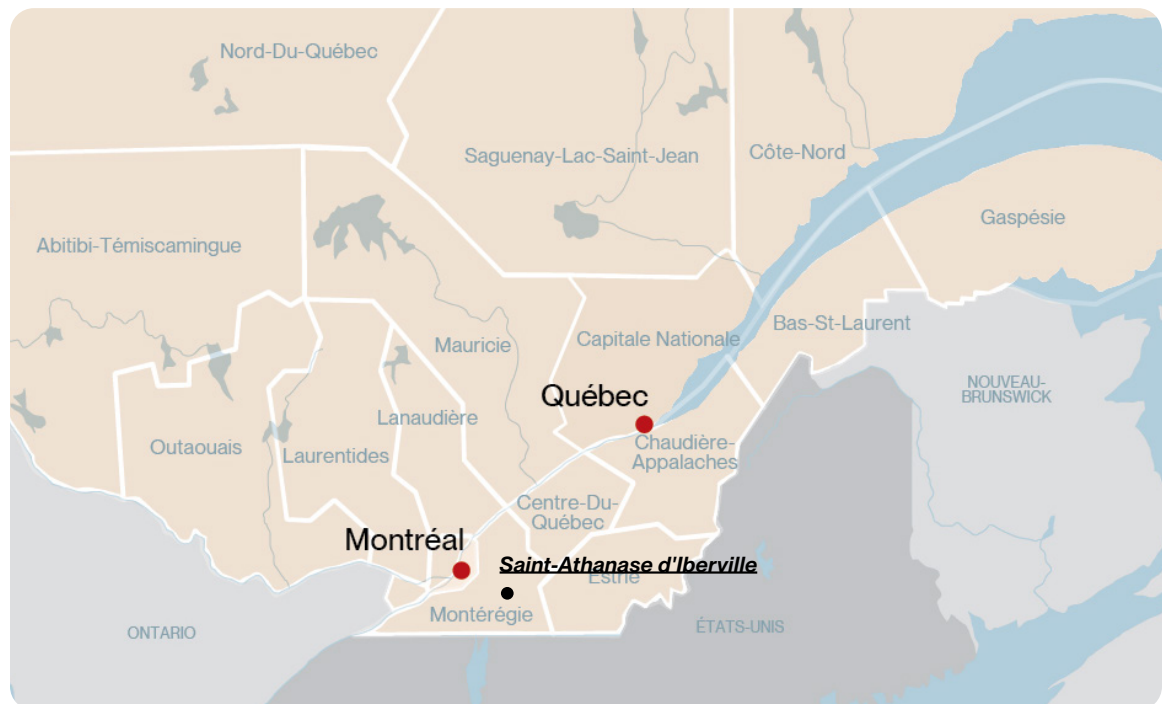 Nord-Du-Québec
Saguenay-Lac-Saint-Jean
Côte-Nord
Gaspésie
Abitibi-Témiscamingue
Bas-St-Laurent
Capitale Nationale
Mauricie
NOUVEAU-
BRUNSWICK
Québec
Lanaudière
Outaouais
Laurentides
Chaudière-
Appalaches
Centre-Du-
Québec
Montréal
Saint-Athanase d'Iberville
Estrie
Montérégie
ONTARIO
ÉTATS-UNIS